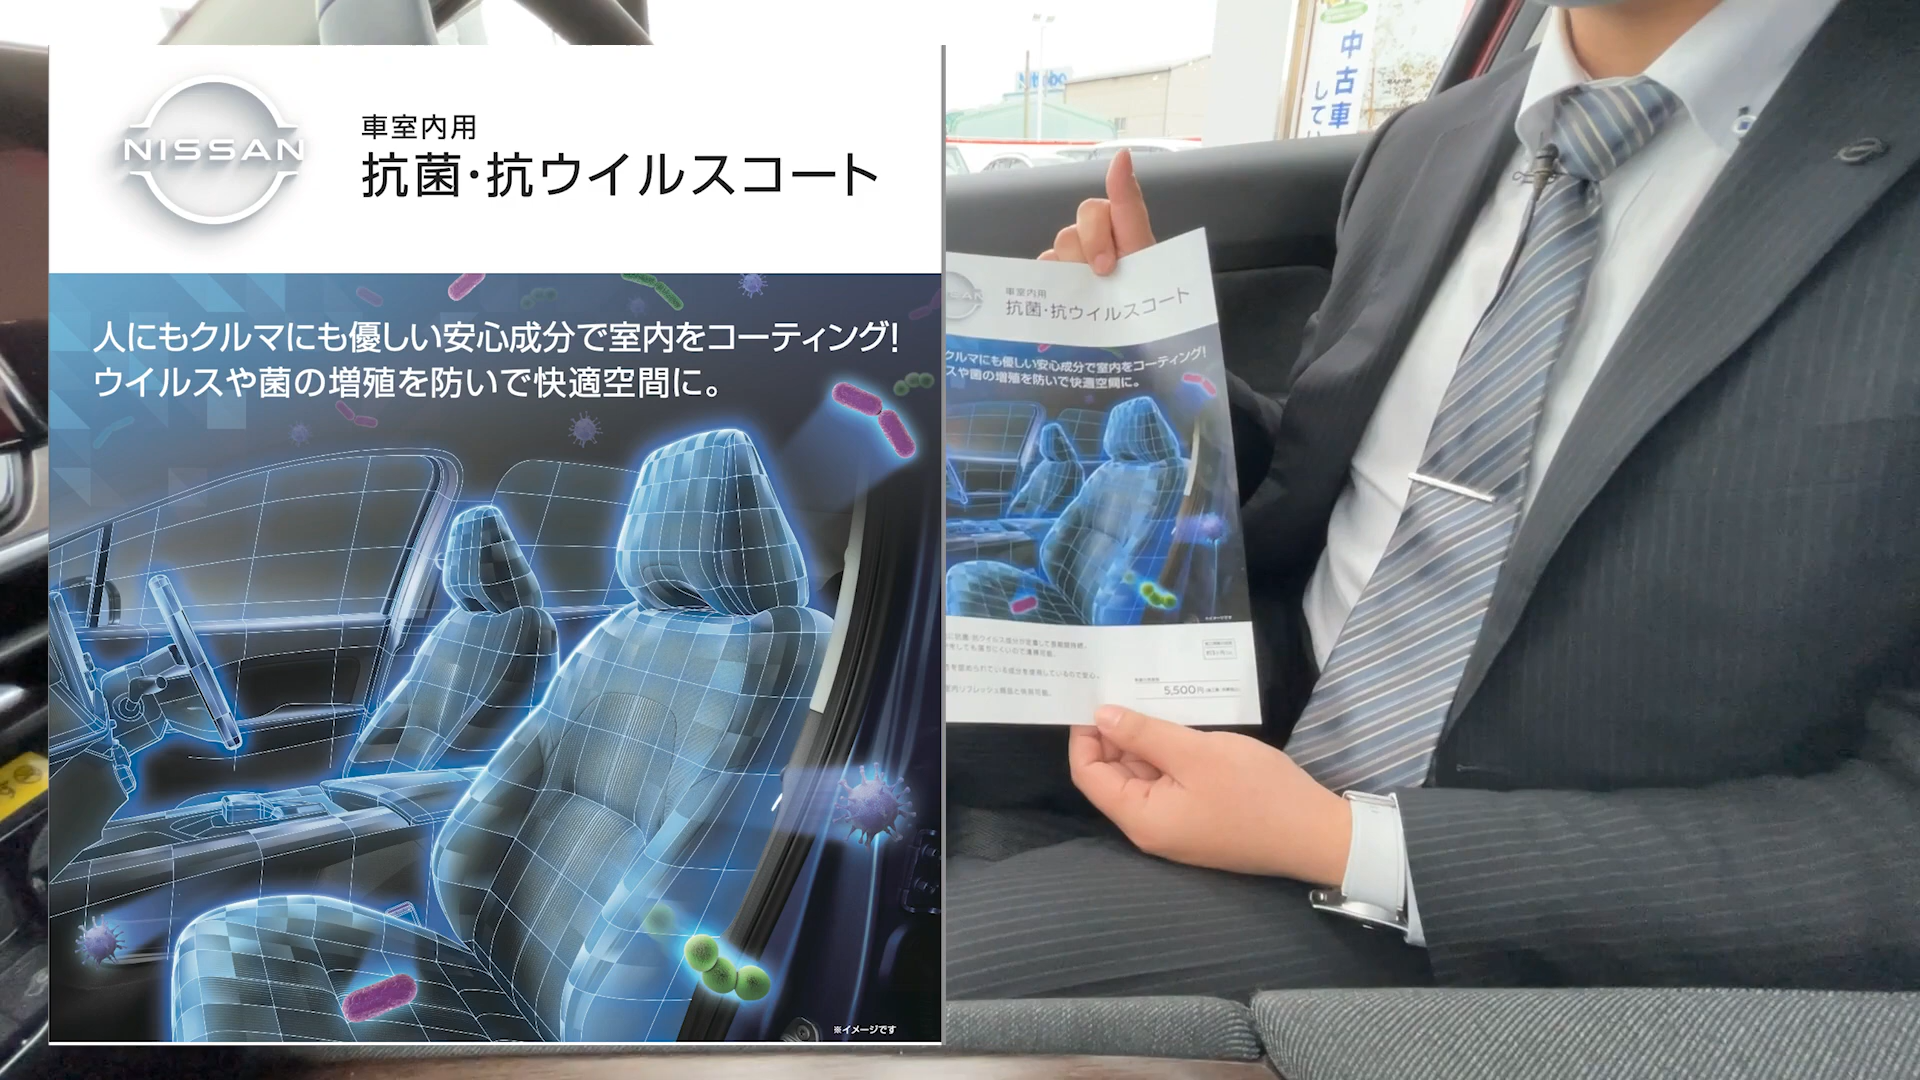 NISSAN
車室内用
抗菌･抗ウイルスコート
人にもクルマにも優しい安心成分で室内をコーティング!
ウイルスや菌の増殖を防いで快適空間に。
※イメージです
中古車
してい
車室内用
抗菌･抗ウイルスコート
クルマにも優しい安心成分で室内をコーティング!
スや菌の増殖を防いで快適空間に。
5,500円